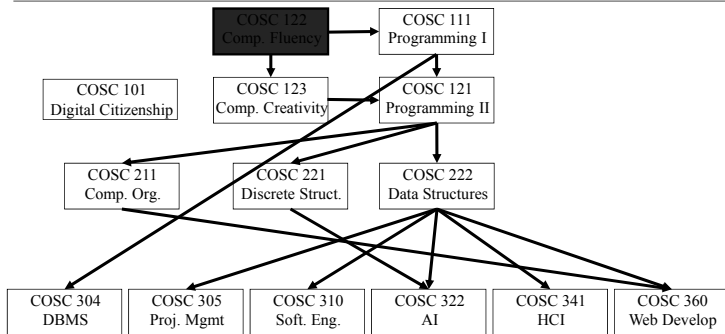 COSC 122
Comp. Fluency
COSC 111
Programming I
COSC 101
Digital Citizenship
COSC 123
Comp. Creativity
COSC 121
Programming II
COSC 211
Comp. Org.
COSC 221
Discrete Struct.
COSC 222
Data Structures
COSC 304
DBMS
COSC 305
Proj. Mgmt
COSC 310
Soft. Eng.
COSC 322
AI
COSC 341
HCI
COSC 360
Web Develop